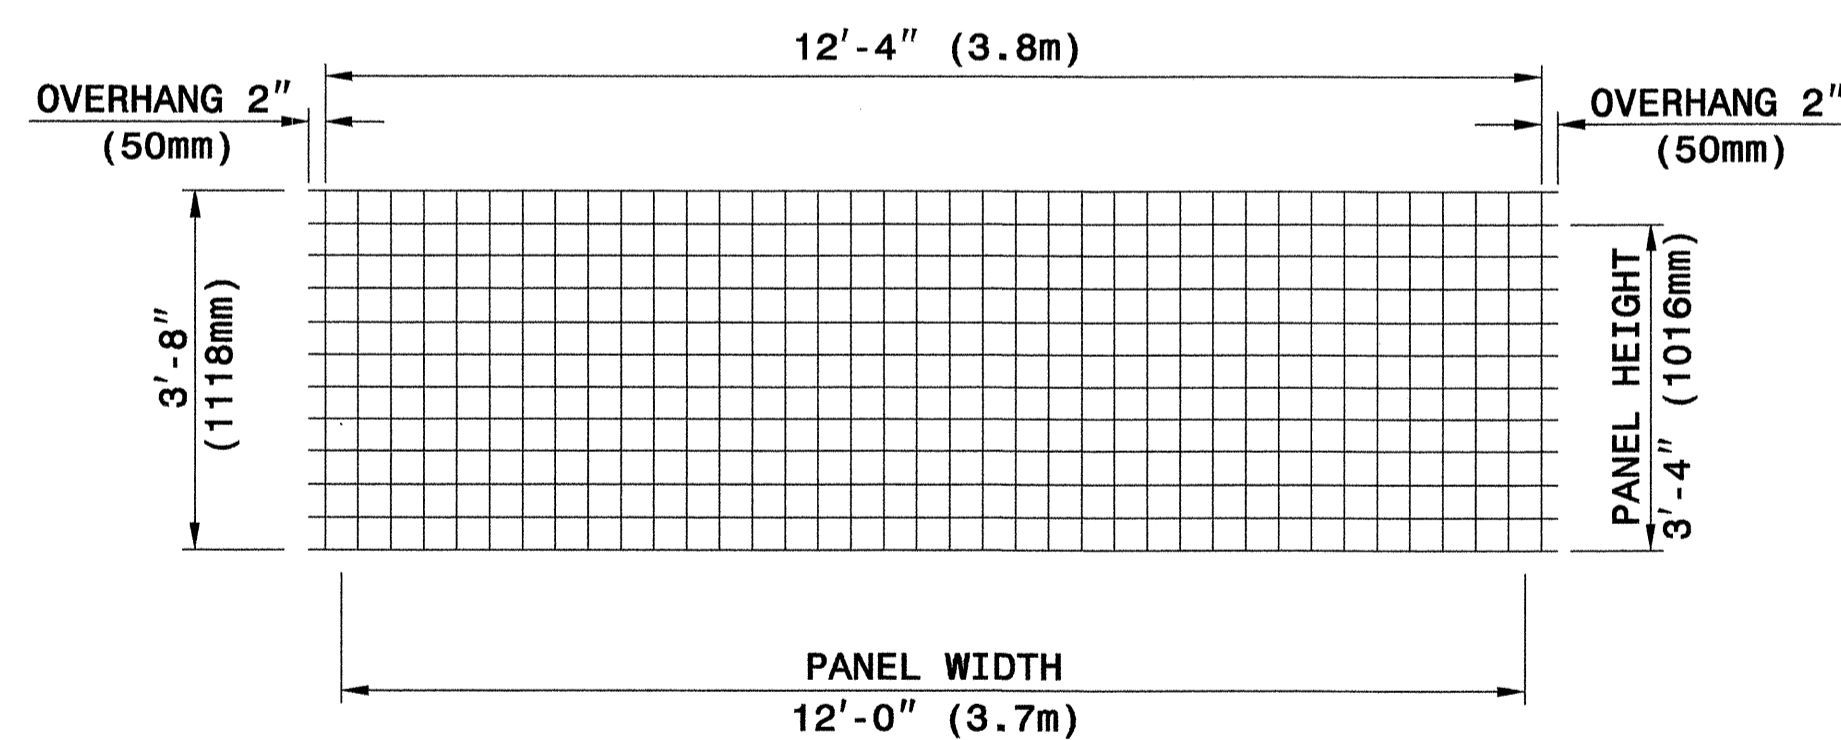 12'-4" (3.8m)
OVERHANG 2"
(50mm)
OVERHANG 2"
(50mm)
3'-8"
(1118mm)
PANEL HEIGHT
3'-4" (1016mm)
PANEL WIDTH
12'-0" (3.7m)